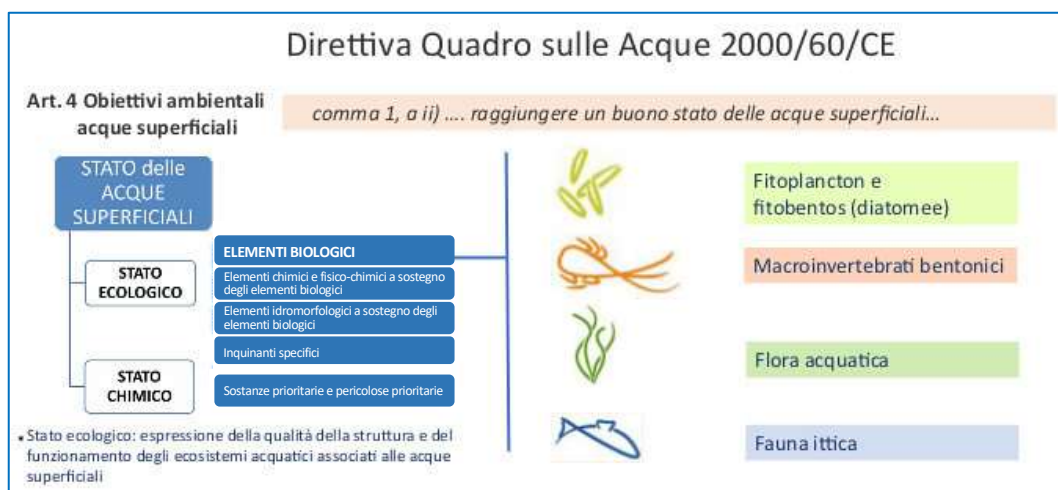 Direttiva Quadro sulle Acque 2000/60/CE
Art. 4 Obiettivi ambientali
acque superficiali
comma 1, a ii) .... raggiungere un buono stato delle acque superficiali...
STATO delle
ACQUE
SUPERFICIALI
STATO
ECOLOGICO
ELEMENTI BIOLOGICI
Elementi chimici e fisico-chimici a sostegno
degli elementi biologici
Elementi idromorfologici a sostegno degli
elementi biologici
Inquinanti specifici
STATO
CHIMICO
Sostanze prioritarie e pericolose prioritarie
• Stato ecologico: espressione della qualità della struttura e del
funzionamento degli ecosistemi acquatici associati alle acque
superficiali
Fitoplancton e
fitobentos (diatomee)
Macroinvertebrati bentonici
Flora acquatica
Fauna ittica